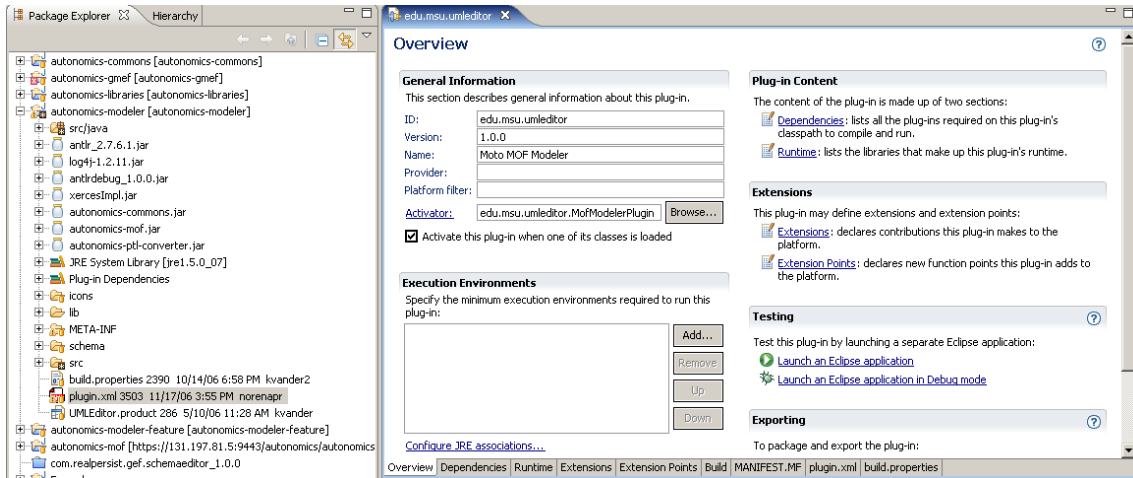 Package Explorer
Hierarchy
autonomics-commons [autonomics-commons]
autonomics-gmef [autonomics-gmef]
autonomics-libraries [autonomics-libraries]
autonomics-modeler [autonomics-modeler]
src/java
antlr_2.7.6.1.jar
log4j-1.2.11.jar
antlrdebug_1.0.0.jar
xercesImpl.jar
autonomics-commons.jar
autonomics-mof.jar
autonomics-ptl-converter.jar
JRE System Library [jre1.5.0_07]
Plug-in Dependencies
icons
lib
META-INF
schema
src
build.properties 2390 10/14/06 6:58 PM kvander2
plugin.xml 3503 11/17/06 3:55 PM norenapr
UMLEditor.product 286 5/10/06 11:28 AM kvander
autonomics-modeler-feature [autonomics-modeler-feature]
autonomics-mof [https://131.197.81.5:9443/autonomics/autonomics
com.realpersist.gef.schemaeditor_1.0.0
edu.msu.umleditor
Overview
General Information
This section describes general information about this plug-in.
ID:
edu.msu.umleditor
Version:
1.0.0
Name:
Moto MOF Modeler
Provider:
Platform filter:
Activator:
edu.msu.umleditor.MofModelerPlugin
Browse...
Activate this plug-in when one of its classes is loaded
Execution Environments
Specify the minimum execution environments required to run this
plug-in:
Add...
Remove
Up
Down
Configure JRE associations...
Plug-in Content
The content of the plug-in is made up of two sections:
Dependencies: lists all the plug-ins required on this plug-in's
classpath to compile and run.
Runtime: lists the libraries that make up this plug-in's runtime.
Extensions
This plug-in may define extensions and extension points:
Extensions: declares contributions this plug-in makes to the
platform.
Extension Points: declares new function points this plug-in adds to
the platform.
Testing
Test this plug-in by launching a separate Eclipse application:
Launch an Eclipse application
Launch an Eclipse application in Debug mode
Exporting
To package and export the plug-in:
Overview Dependencies Runtime Extensions Extension Points Build MANIFEST.MF plugin.xml build.properties